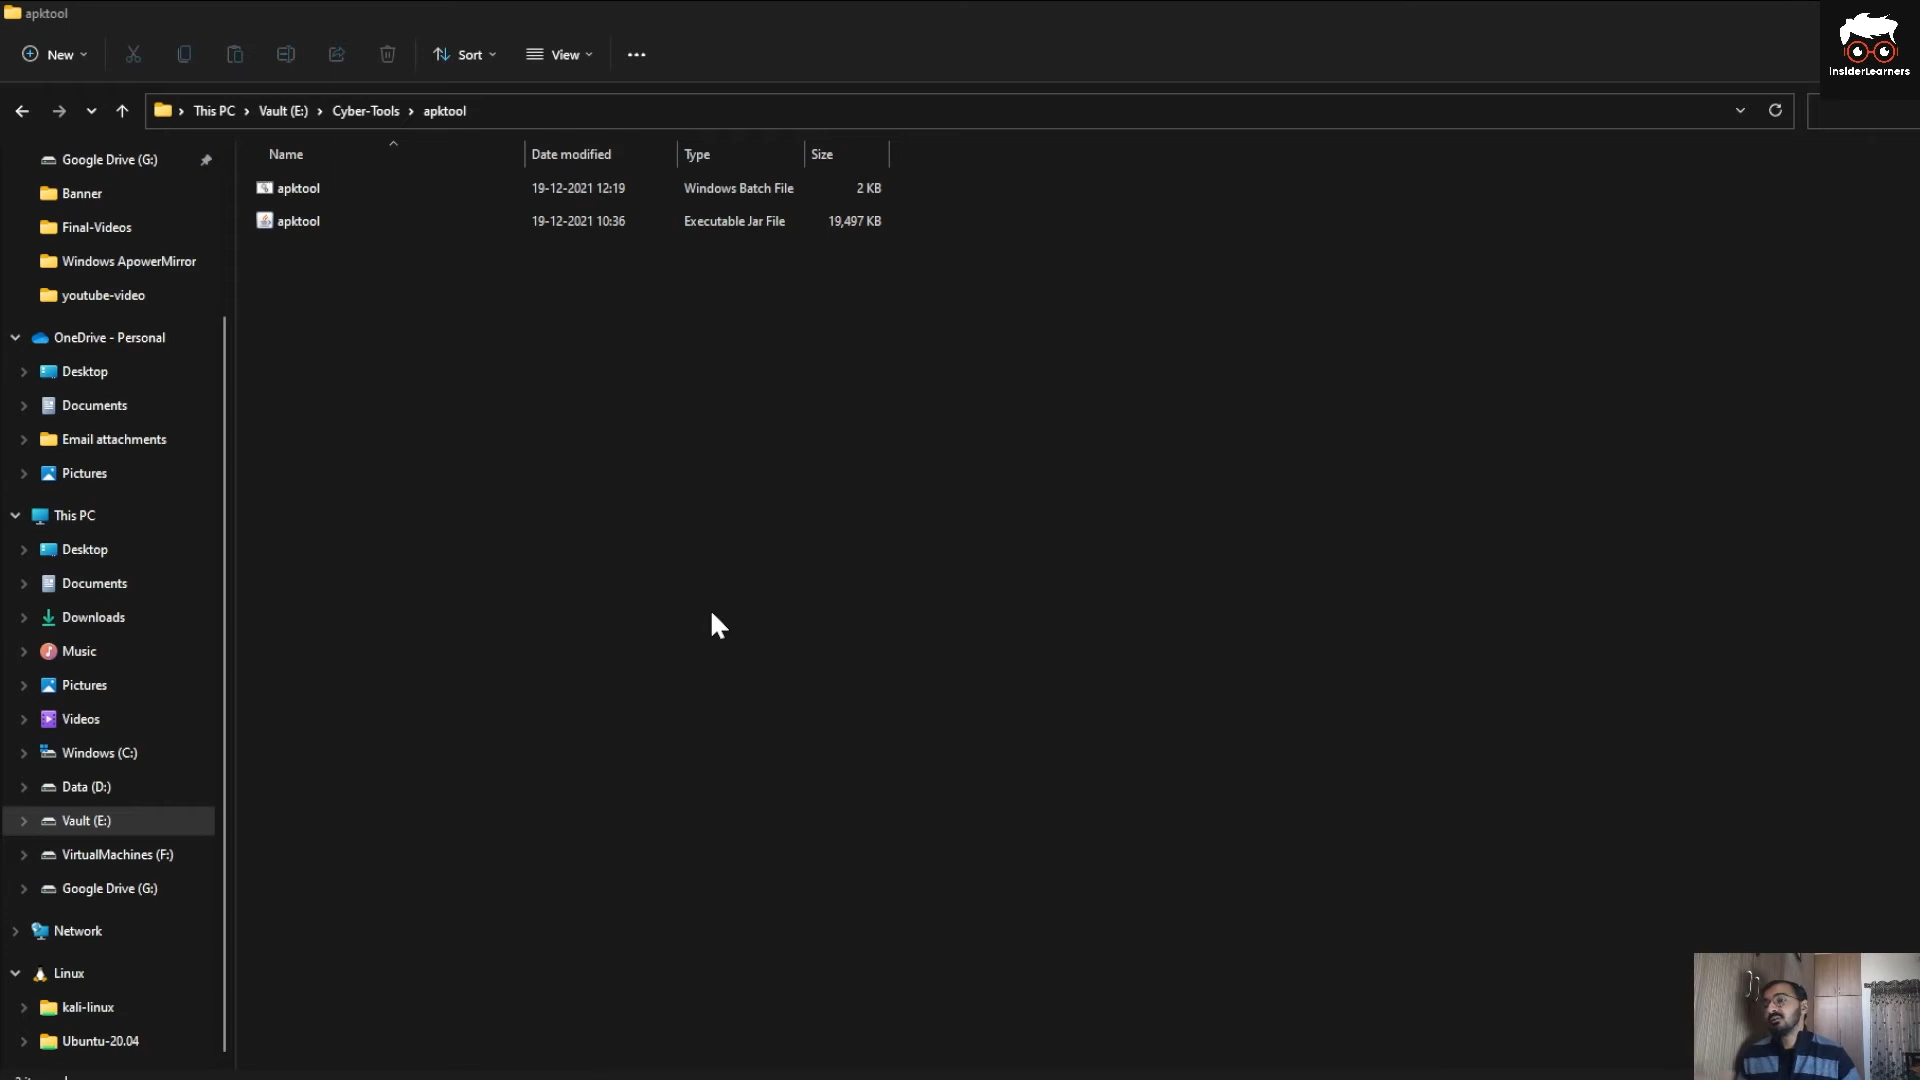 apktool
New
Sort
View
InsiderLearners
This PC
Vault (E:)
Cyber-Tools
apktool
Name
Date modified
Type
Size
apktool
19-12-2021 12:19
Windows Batch File
2 KB
apktool
19-12-2021 10:36
Executable Jar File
19,497 KB
Google Drive (G:)
Banner
Final-Videos
Windows ApowerMirror
youtube-video
OneDrive - Personal
Desktop
Documents
Email attachments
Pictures
This PC
Desktop
Documents
Downloads
Music
Pictures
Videos
Windows (C:)
Data (D:)
Vault (E:)
VirtualMachines (F:)
Google Drive (G:)
Network
Linux
kali-linux
Ubuntu-20.04